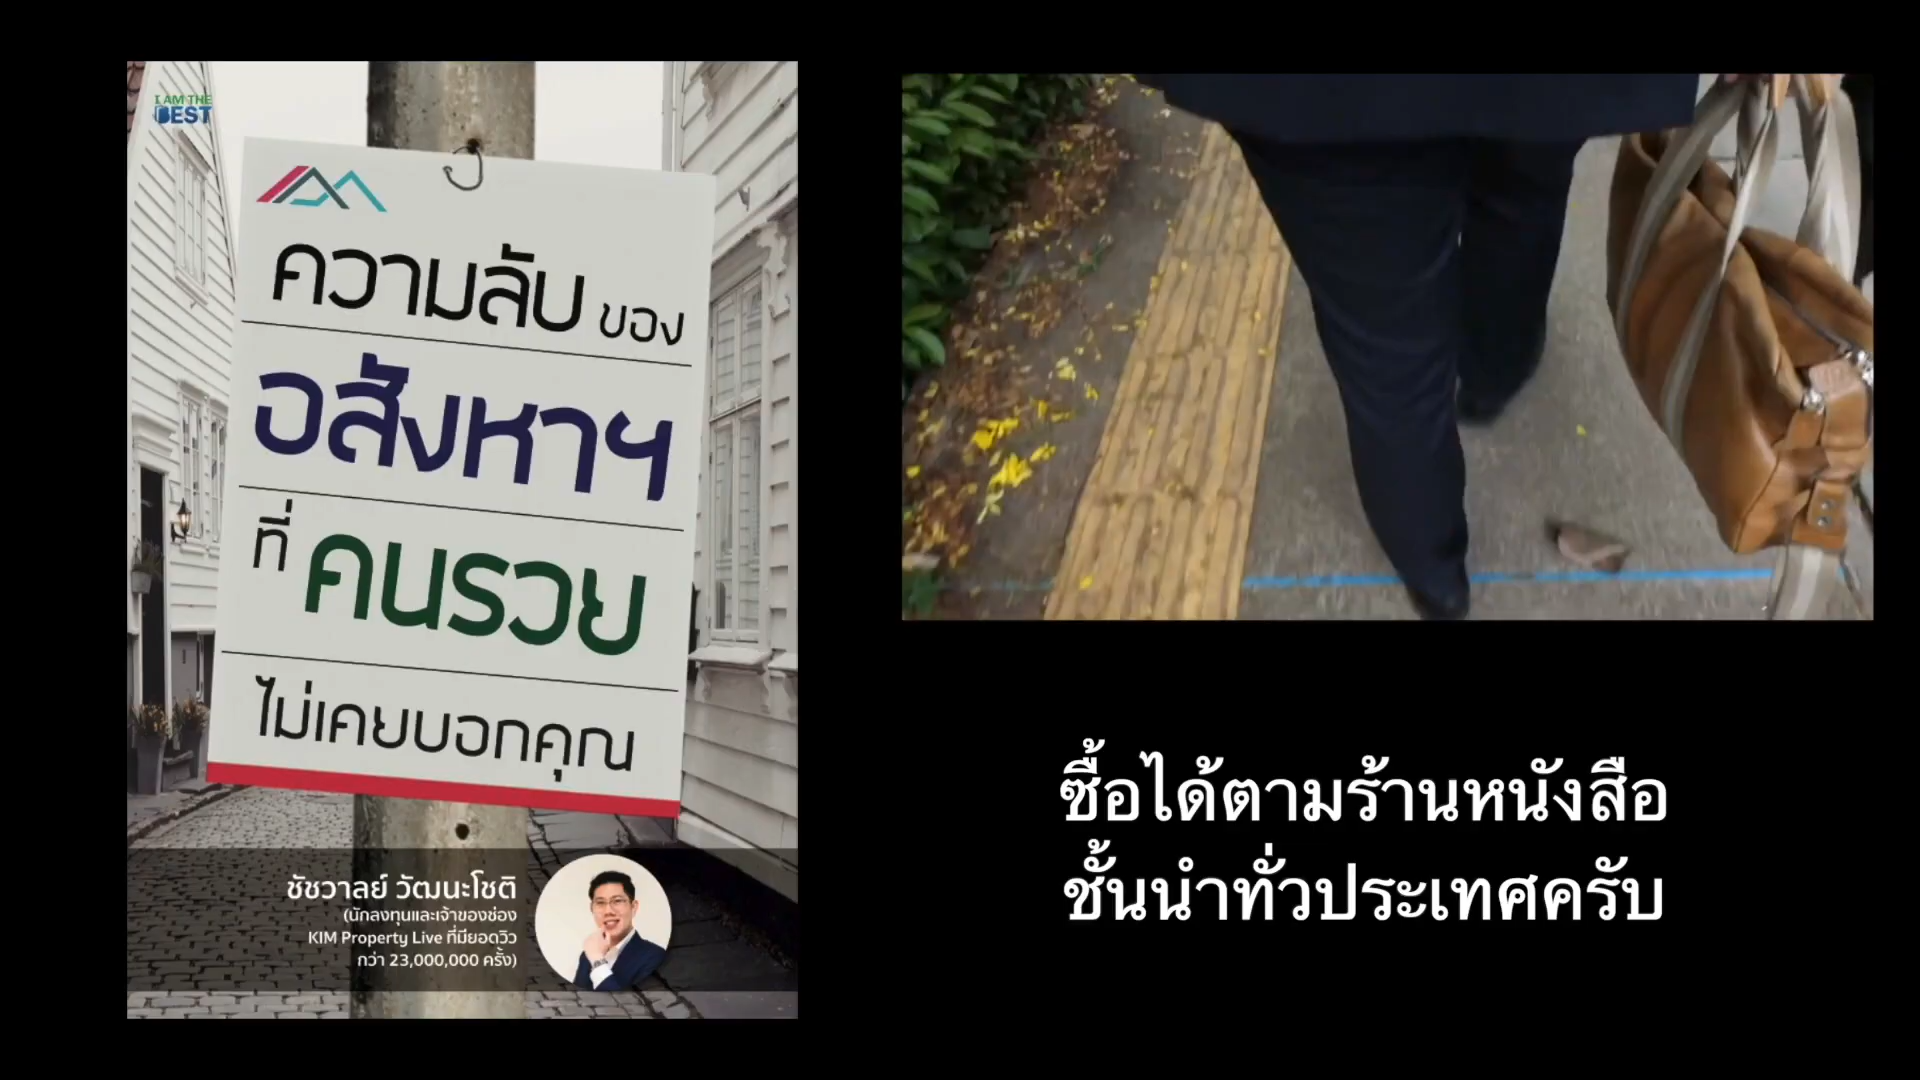 I AM THE
BEST
ความลับ ของ
อสังหาฯ
ที่ คนรวย
ไม่เคยบอกคุณ
ชัชวาลย์ วัฒนะโชติ
(นักลงทุนและเจ้าของช่อง
KIM Property Live ที่มียอดวิว
กว่า 23,000,000 ครั้ง)
ซื้อได้ตามร้านหนังสือ
ชั้นนำทั่วประเทศครับ